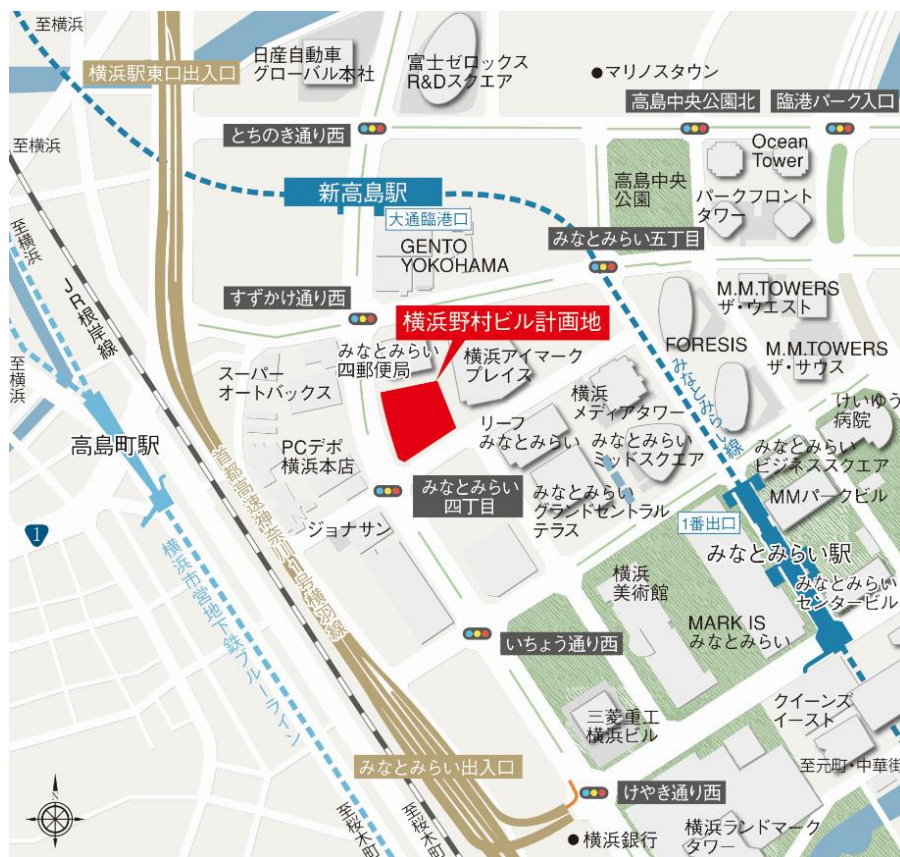 至横浜
日産自動車
グローバル本社
富士ゼロックス
R&Dスクエア
●マリノスタウン
横浜駅東口出入口
高島中央公園北
臨港パーク入口
とちのき通り西
至横浜
Ocean
Tower
高島中央
公園
パークフロント
タワー
新高島駅
大通臨港口
至横浜
GENTO
YOKOHAMA
みなとみらい五丁目
JR根岸線
すずかけ通り西
M.M.TOWERS
ザ・ウエスト
横浜野村ビル計画地
FORESIS
みなとみらい
四郵便局
横浜アイマーク
プレイス
M.M.TOWERS
ザ・サウス
至横浜
スーパー
オートバックス
みなとみらい線
けいゆう
病院
横浜
メディアタワー
リーフ
みなとみらい
高島町駅
PCデポ
横浜本店
みなとみらい
ミッドスクエア
みなとみらい
ビジネススクエア
首都高速神奈川1号横羽線
みなとみらい
四丁目
みなとみらい
グランドセントラル
テラス
MMパークビル
1
ジョナサン
1番出口
みなとみらい駅
横浜市営地下鉄ブルーライン
横浜
美術館
みなとみらい
センタービル
MARK IS
みなとみらい
いちょう通り西
三菱重工
横浜ビル
クイーンズ
イースト
みなとみらい出入口
至元町・中華街
けやき通り西
至桜木町
至桜木町
●横浜銀行
横浜ランドマーク
タワー
N